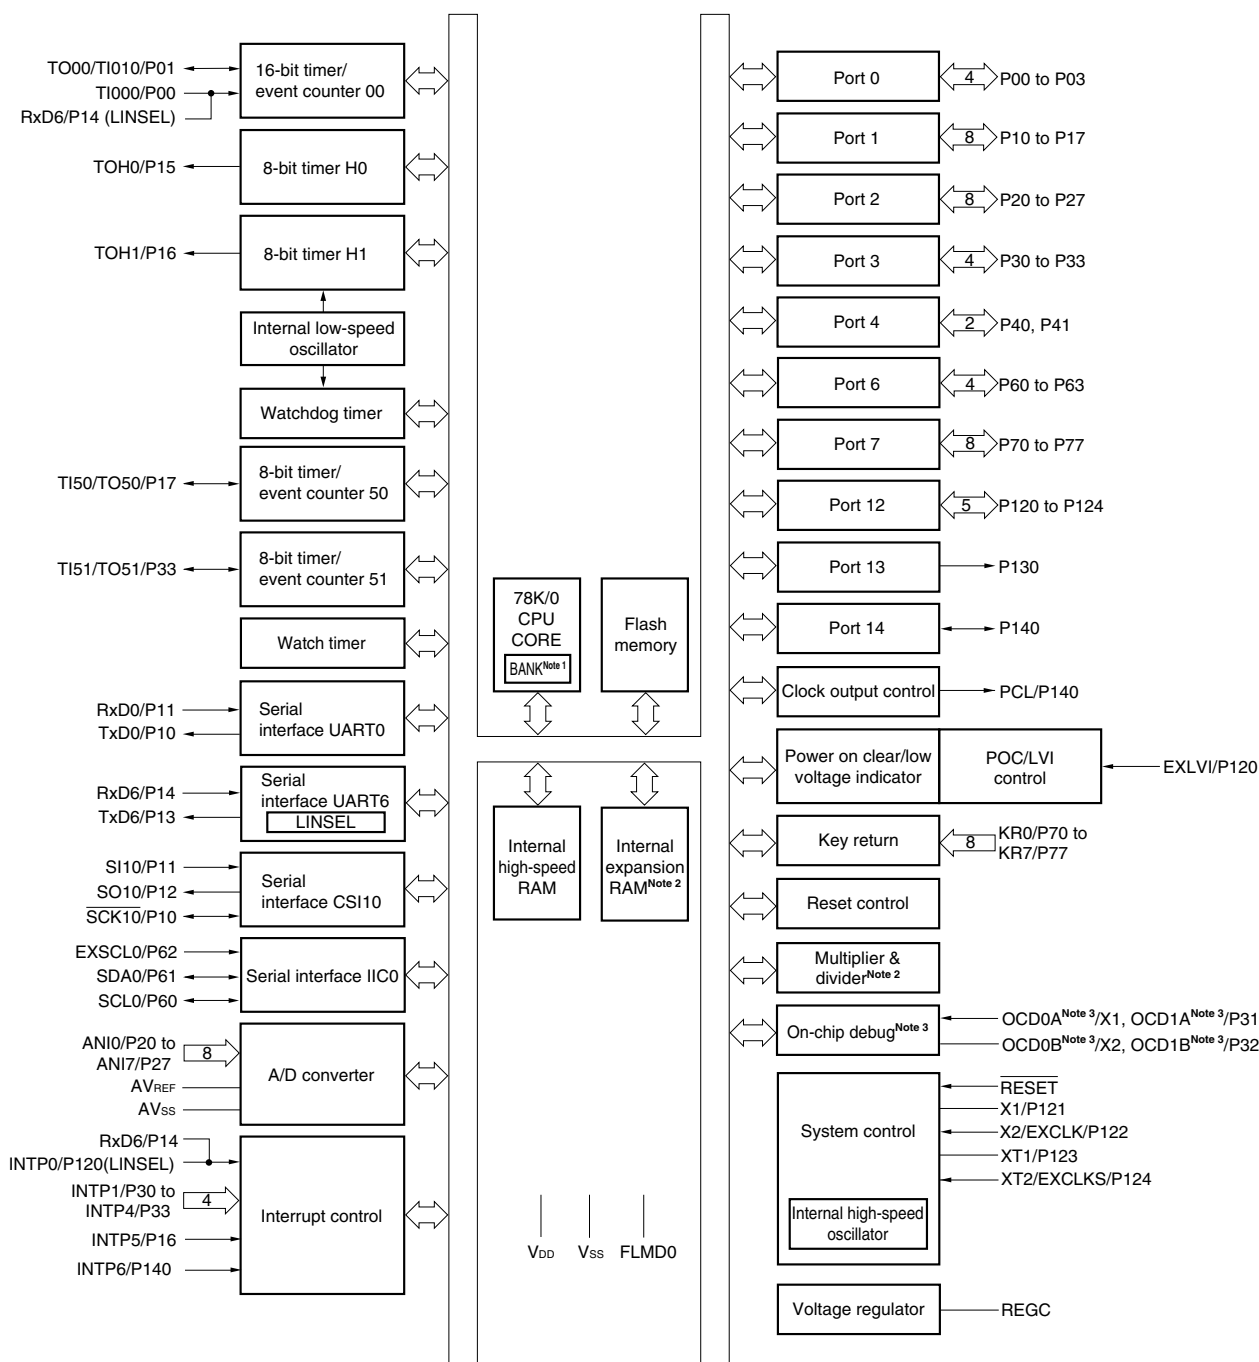 TO00/TI010/P01
TI000/P00
RxD6/P14 (LINSEL)
16-bit timer/
event counter 00
TOH0/P15
8-bit timer H0
TOH1/P16
8-bit timer H1
Internal low-speed
oscillator
Watchdog timer
TI50/TO50/P17
8-bit timer/
event counter 50
TI51/TO51/P33
8-bit timer/
event counter 51
Watch timer
RxD0/P11
TxD0/P10
Serial
interface UART0
RxD6/P14
TxD6/P13
Serial
interface UART6
LINSEL
SI10/P11
SO10/P12
SCK10/P10
Serial
interface CSI10
EXSCL0/P62
SDA0/P61
SCL0/P60
Serial interface IIC0
ANI0/P20 to
ANI7/P27
8
AVREF
AVSS
A/D converter
RxD6/P14
INTP0/P120(LINSEL)
INTP1/P30 to
INTP4/P33
4
INTP5/P16
INTP6/P140
Interrupt control
78K/0
CPU
CORE
BANKNote 1
Flash
memory
Internal
high-speed
RAM
Internal
expansion
RAMNote 2
VDD
VSS
FLMD0
Port 0
4
P00 to P03
Port 1
8
P10 to P17
Port 2
8
P20 to P27
Port 3
4
P30 to P33
Port 4
2
P40, P41
Port 6
4
P60 to P63
Port 7
8
P70 to P77
Port 12
5
P120 to P124
Port 13
P130
Port 14
P140
Clock output control
PCL/P140
Power on clear/low
voltage indicator
POC/LVI
control
EXLVI/P120
Key return
8
KR0/P70 to
KR7/P77
Reset control
Multiplier &
dividerNote 2
On-chip debugNote 3
OCD0ANote 3/X1, OCD1ANote 3/P31
OCD0BNote 3/X2, OCD1BNote 3/P32
System control
Internal high-speed
oscillator
RESET
X1/P121
X2/EXCLK/P122
XT1/P123
XT2/EXCLKS/P124
Voltage regulator
REGC